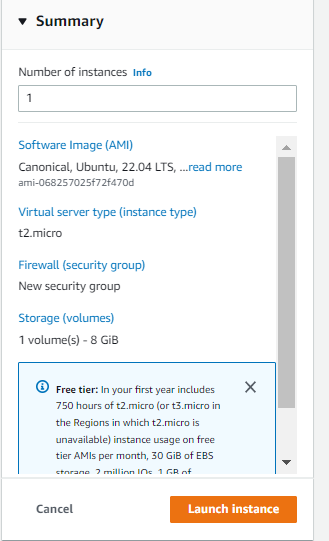 Summary
Number of instances Info
1
Software Image (AMI)
Canonical, Ubuntu, 22.04 LTS, ...read more
ami-068257025f72f470d
Virtual server type (instance type)
t2.micro
Firewall (security group)
New security group
Storage (volumes)
1 volume(s) - 8 GiB
Free tier: In your first year includes
750 hours of t2.micro (or t3.micro in
the Regions in which t2.micro is
unavailable) instance usage on free
tier AMIs per month, 30 GiB of EBS
storage, 2 million IOs, 1 GB of
Cancel
Launch instance